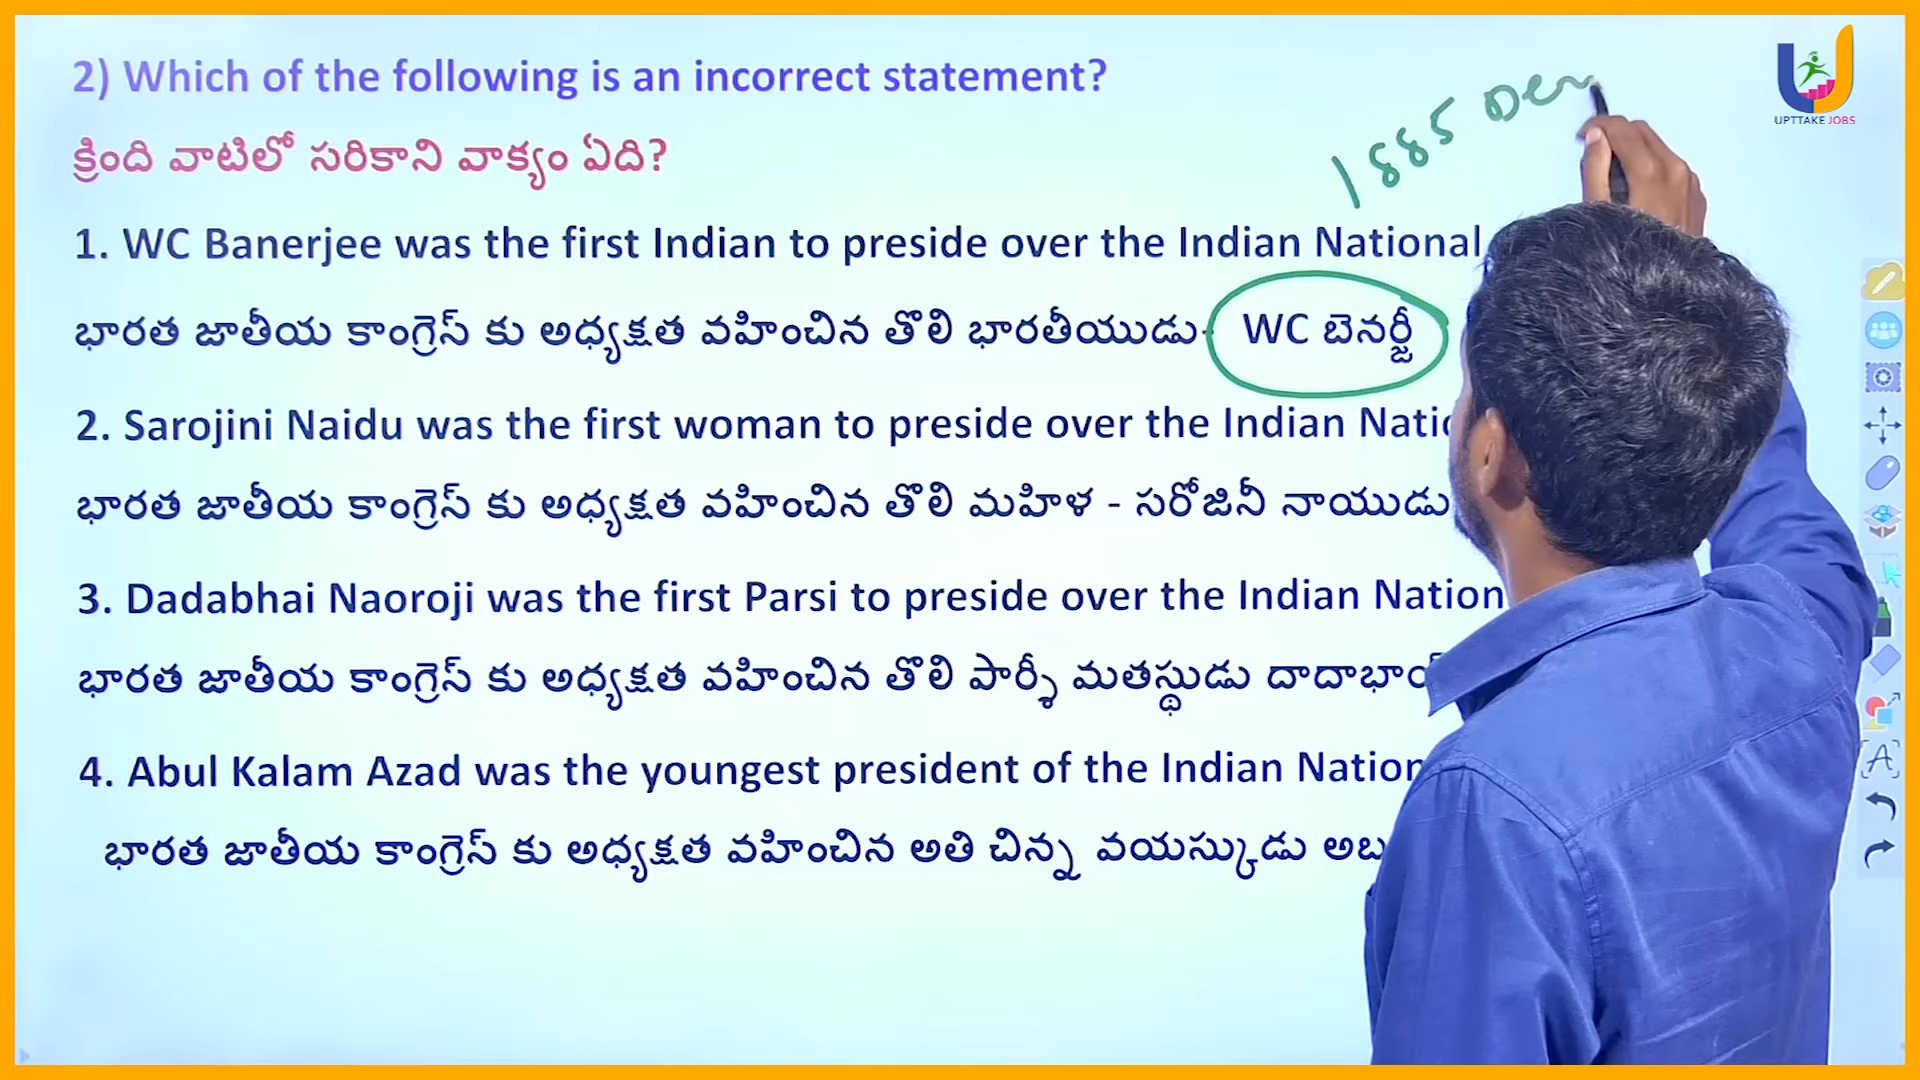 2) Which of the following is an incorrect statement?
క్రింది వాటిలో సరికాని వాక్యం ఏది?
1885
UPTTAKE JOBS
1. WC Banerjee was the first Indian to preside over the Indian National
భారత జాతీయ కాంగ్రెస్ కు అధ్యక్షత వహించిన తొలి భారతీయుడు- WC బెనర్జీ
2. Sarojini Naidu was the first woman to preside over the Indian
భారత జాతీయ కాంగ్రెస్ కు అధ్యక్షత వహించిన తొలి మహిళ - సరోజినీ నాయుడు
3. Dadabhai Naoroji was the first Parsi to preside over the Indian
భారత జాతీయ కాంగ్రెస్ కు అధ్యక్షత వహించిన తొలి పార్శీ మతస్థుడు
4. Abul Kalam Azad was the youngest president of the Indian
భారత జాతీయ కాంగ్రెస్ కు అధ్యక్షత వహించిన అతి చిన్న వయస్కుడు